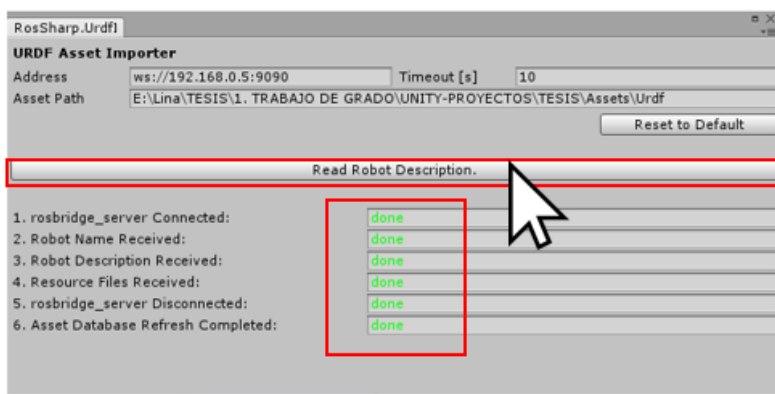 RosSharp.UrdfI
URDF Asset Importer
Address ws://192.168.0.5:9090 Timeout [s] 10
Asset Path E:\Lina\TESIS\1. TRABAJO DE GRADO\UNITY-PROYECTOS\TESIS\Assets\Urdf
Reset to Default
Read Robot Description.
1. rosbridge_server Connected: done
2. Robot Name Received: done
3. Robot Description Received: done
4. Resource Files Received: done
5. rosbridge_server Disconnected: done
6. Asset Database Refresh Completed: done